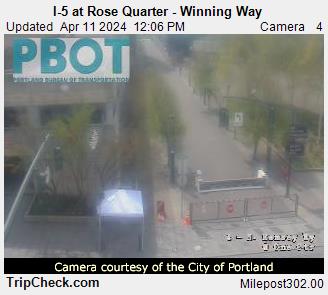 I-5 at Rose Quarter - Winning Way
Updated Apr 11 2024 12:06 PM Camera 4
PBOT
PORTLAND BUREAU OF TRANSPORTATION
Camera courtesy of the City of Portland
TripCheck.com Milepost302.00